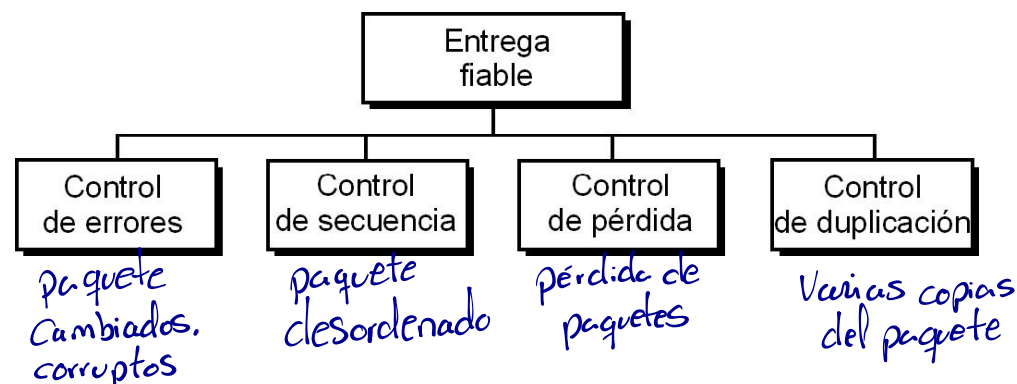 Entrega
fiable
Control
de errores
Control
de secuencia
Control
de pérdida
Control
de duplicación
paquete
Cambiados.
corruptos
paquete
desordenado
pérdida de
paquetes
Varias copias
del paquete